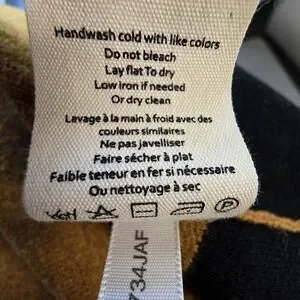 Handwash cold with like colors
Do not bleach
Lay flat To dry
Low iron if needed
Or dry clean
Lavage à la main à froid avec des
couleurs similaires
Ne pas javelliser
Faire sécher à plat
Faible teneur en fer si nécessaire
Ou nettoyage à sec
734JAF